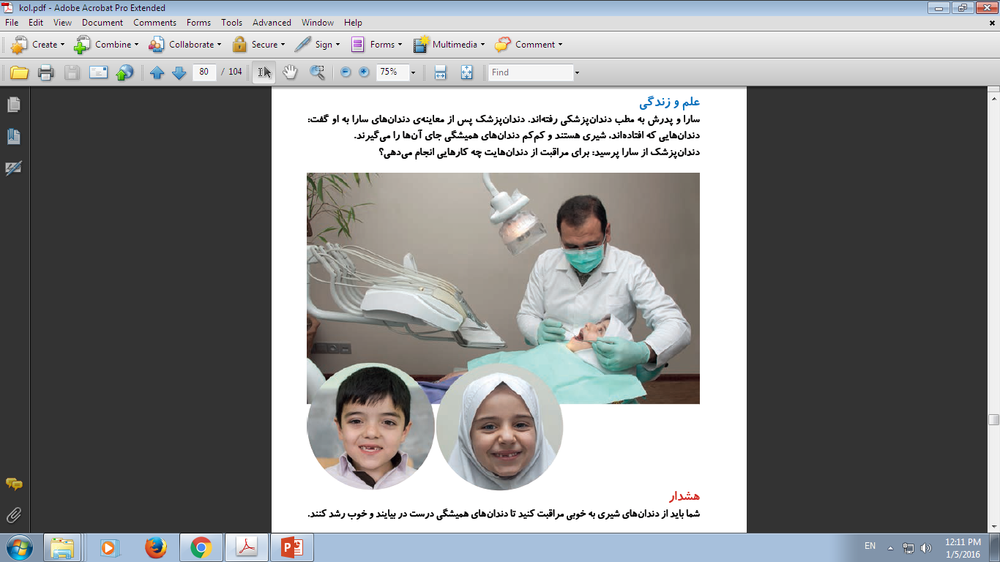 kol.pdf - Adobe Acrobat Pro Extended
File Edit View Document Comments Forms Tools Advanced Window Help
Create Combine Collaborate Secure Sign Forms Multimedia Comment
80 / 104 75% Find
علم و زندگی
سارا و پدرش به مطب دندان‌پزشکی رفته‌اند. دندان‌پزشک پس از معاینه‌ی دندان‌های سارا به او گفت:
دندان‌هایی که افتاده‌اند. شیری هستند و کم‌کم دندان‌های همیشگی جای آن‌ها را می‌گیرند.
دندان‌پزشک از سارا پرسید: برای مراقبت از دندان‌هایت چه کارهایی انجام می‌دهی؟
هشدار
شما باید از دندان‌های شیری به خوبی مراقبت کنید تا دندان‌های همیشگی درست در بیایند و خوب رشد کنند.
EN
12:11 PM
1/5/2016